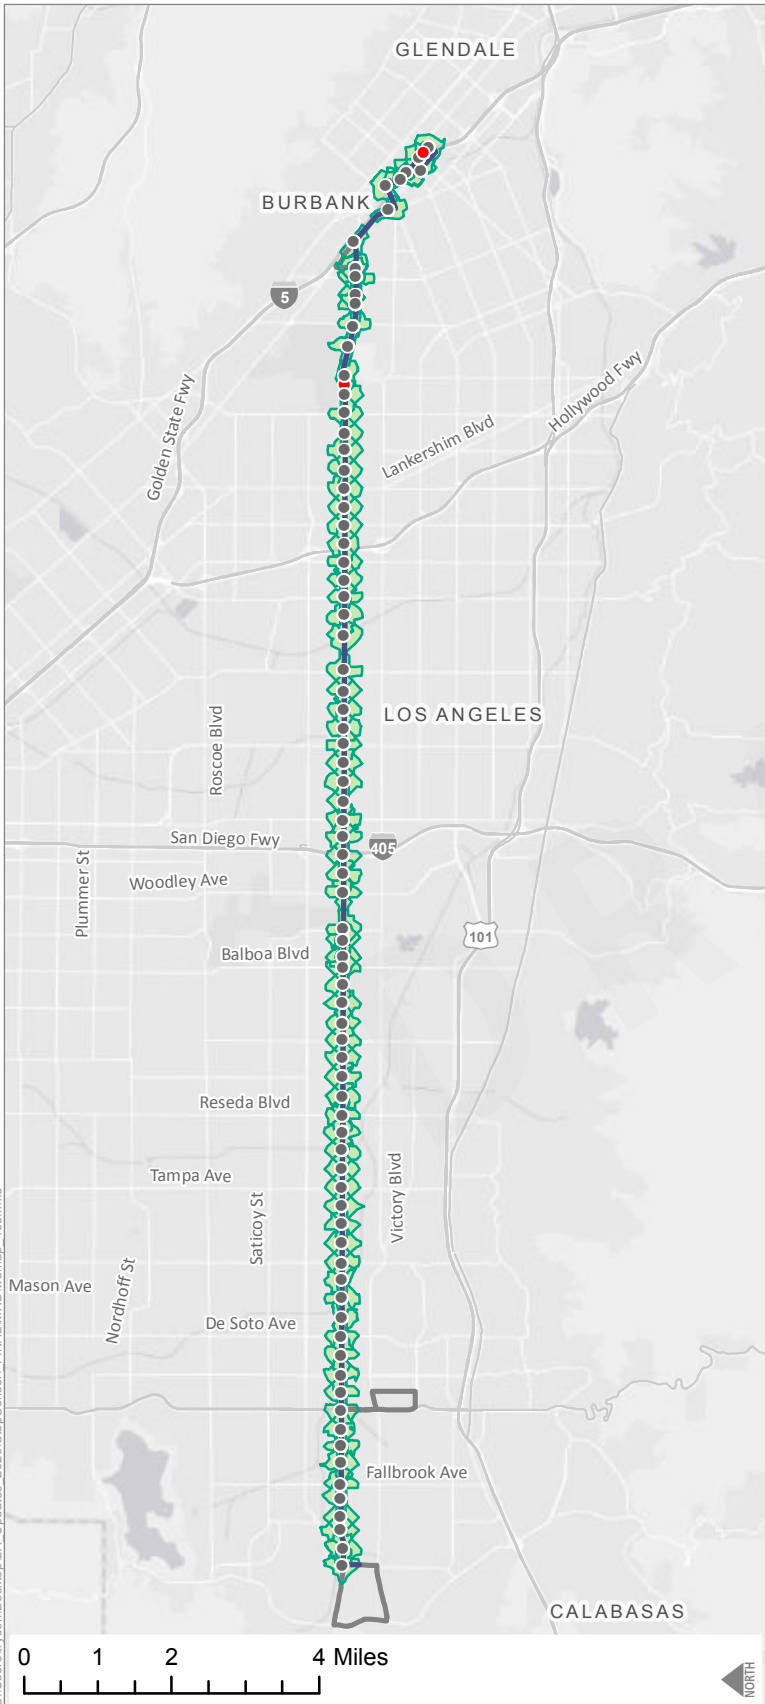 GLENDALE
BURBANK
5
Golden State Fwy
Hollywood Fwy
Lankershim Blvd
LOS ANGELES
Roscoe Blvd
San Diego Fwy
405
Plummer St
Woodley Ave
101
Balboa Blvd
Reseda Blvd
Tampa Ave
Victory Blvd
Saticoy St
Mason Ave
Nordhoff St
De Soto Ave
Fallbrook Ave
CALABASAS
0 1 2 4 Miles
NORTH